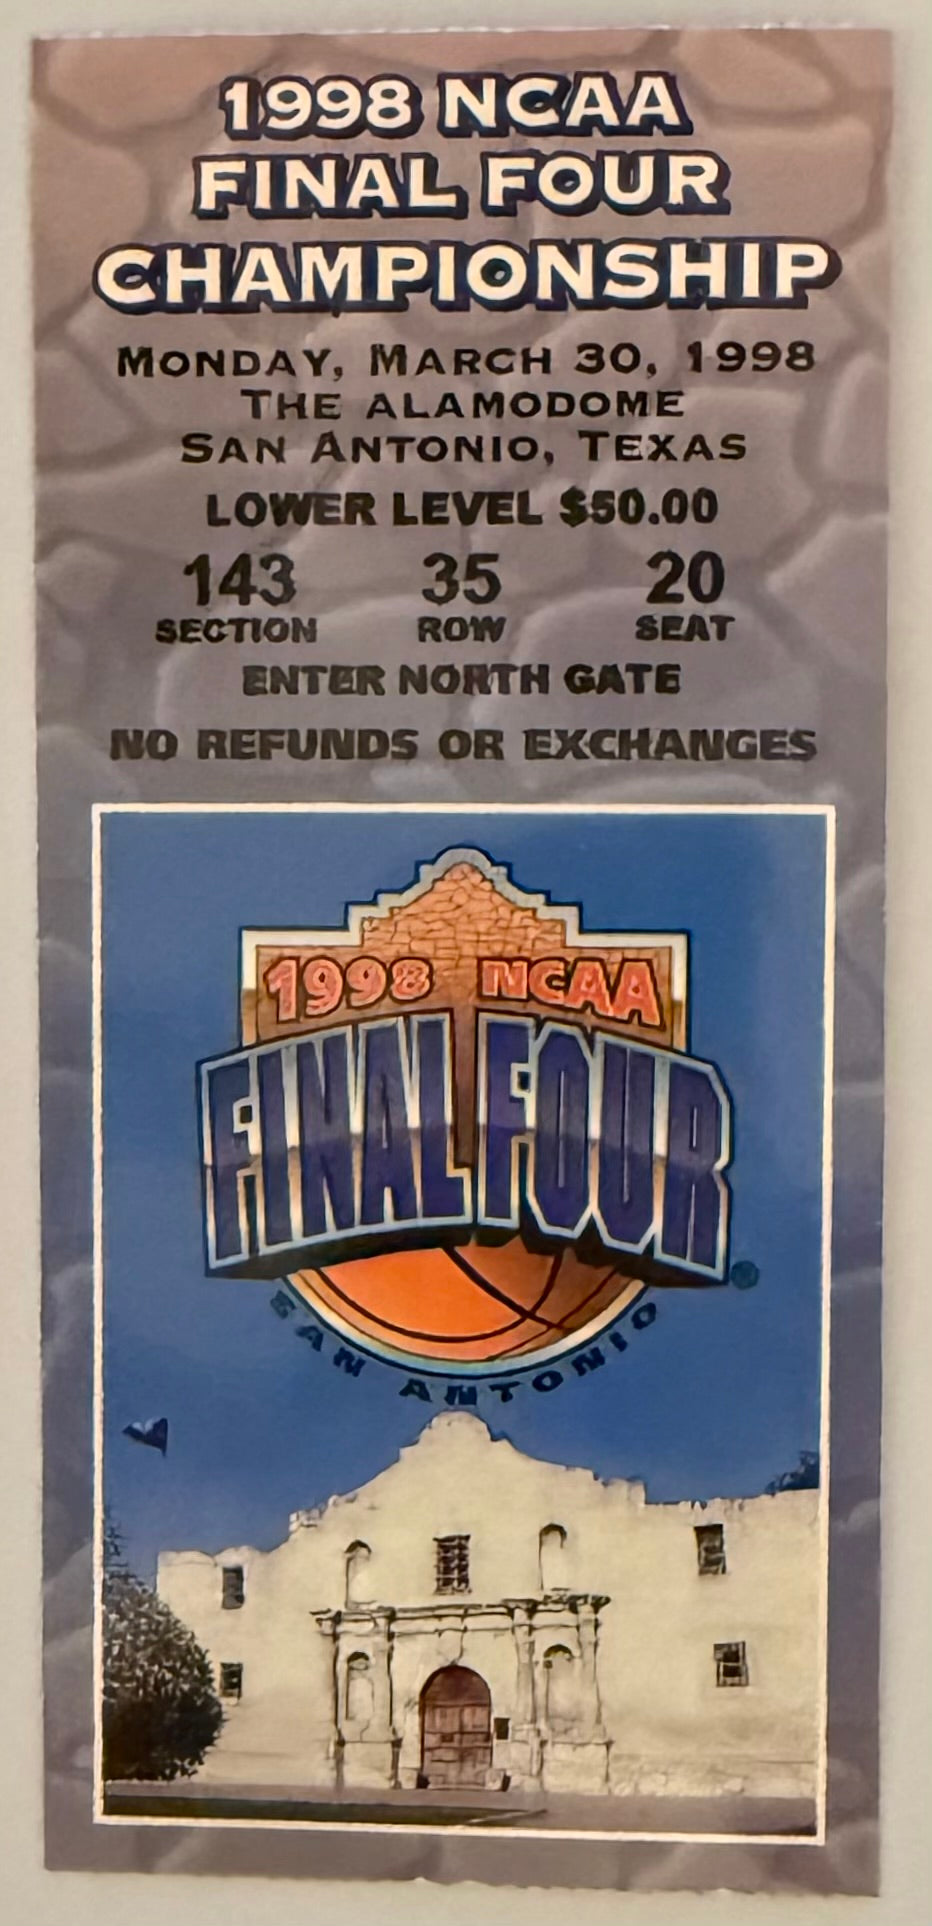 1998 NCAA
FINAL FOUR
CHAMPIONSHIP
MONDAY, MARCH 30, 1998
THE ALAMODOME
SAN ANTONIO, TEXAS
LOWER LEVEL $50.00
143 35 20
SECTION ROW SEAT
ENTER NORTH GATE
NO REFUNDS OR EXCHANGES
1998 NCAA
FINAL FOUR
®
SAN ANTONIO